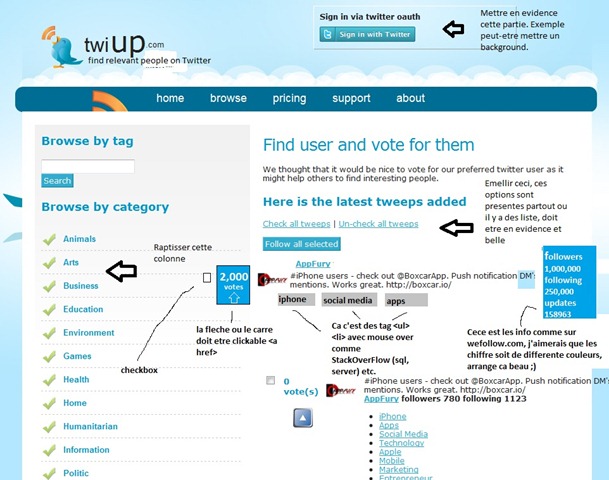 Sign in via twitter oauth
Sign in with Twitter
Mettre en evidence
cette partie. Exemple
peut-etre mettre un
background.
twiup.com
find relevant people on Twitter
home browse pricing support about
Browse by tag
Search
Browse by category
Animals
Arts
Business
Education
Environment
Games
Health
Home
Humanitarian
Information
Politic
Raptisser cette
colonne
checkbox
2,000
votes
la fleche ou le carre
doit etre clickable <a
href>
Find user and vote for them
We thought that it would be nice to vote for our preferred twitter user as it
might help others to find interesting people.
Here is the latest tweeps added
Check all tweeps | Un-check all tweeps
Follow all selected
Emellir ceci, ces
options sont
presentes partout ou
il y a des liste, doit
etre en evidence et
belle
AppFury
#iPhone users - check out @BoxcarApp. Push notification DM's
mentions. Works great. http://boxcar.io/
iphone social media apps
Ca c'est des tag <ul>
<li> avec mouse over
comme
StackOverFlow (sql,
server) etc.
followers
1,000,000
following
250,000
updates
158963
Cece est les info comme sur
wefollow.com, j'aimerais que les
chiffre soit de differente couleurs,
arrange ca beau ;)
0
vote(s)
#iPhone users - check out @BoxcarApp. Push notification DM's
mentions. Works great. http://boxcar.io/
AppFury followers 780 following 1123
iPhone
Apps
Social Media
Technology
Apple
Mobile
Marketing
Entrepreneur